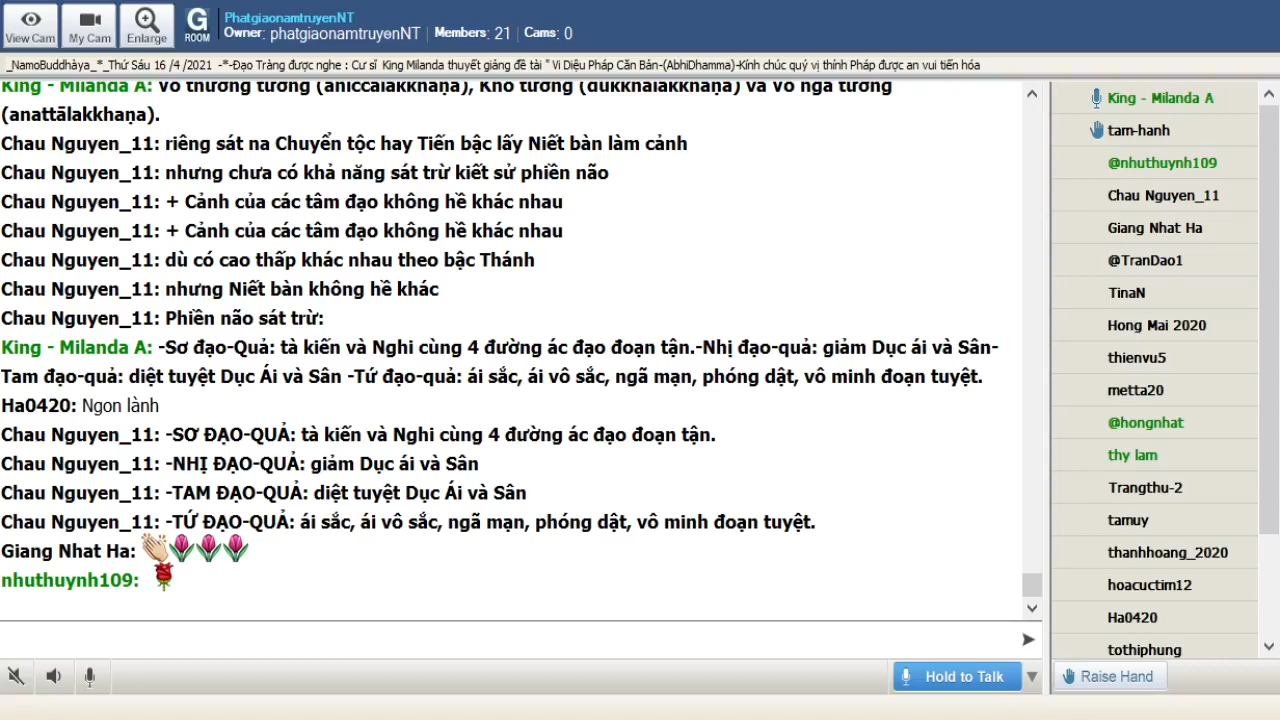 View Cam
My Cam
Enlarge
G
ROOM
PhatgiaonamtruyenNT
Owner: phatgiaonamtruyenNT | Members: 21 | Cams: 0
_NamoBuddhàya_*_Thứ Sáu 16 /4 /2021 -*-Đạo Tràng được nghe : Cư sĩ King Milanda thuyết giảng đề tài " Vi Diệu Pháp Căn Bản-(AbhiDhamma)-Kính chúc quý vị thính Pháp được an vui tiến hóa
King - Milanda A: Vô thường tướng (aniccalakkhaṇa), Khổ tướng (dukkhalakkhaṇa) và Vô ngã tướng
(anattālakkhaṇa).
Chau Nguyen_11: riêng sát na Chuyển tộc hay Tiến bậc lấy Niết bàn làm cảnh
Chau Nguyen_11: nhưng chưa có khả năng sát trừ kiết sử phiền não
Chau Nguyen_11: + Cảnh của các tâm đạo không hề khác nhau
Chau Nguyen_11: + Cảnh của các tâm đạo không hề khác nhau
Chau Nguyen_11: dù có cao thấp khác nhau theo bậc Thánh
Chau Nguyen_11: nhưng Niết bàn không hề khác
Chau Nguyen_11: Phiền não sát trừ:
King - Milanda A: -Sơ đạo-Quả: tà kiến và Nghi cùng 4 đường ác đạo đoạn tận.-Nhị đạo-quả: giảm Dục ái và Sân-
Tam đạo-quả: diệt tuyệt Dục Ái và Sân -Tứ đạo-quả: ái sắc, ái vô sắc, ngã mạn, phóng dật, vô minh đoạn tuyệt.
Ha0420: Ngon lành
Chau Nguyen_11: -SƠ ĐẠO-QUẢ: tà kiến và Nghi cùng 4 đường ác đạo đoạn tận.
Chau Nguyen_11: -NHỊ ĐẠO-QUẢ: giảm Dục ái và Sân
Chau Nguyen_11: -TAM ĐẠO-QUẢ: diệt tuyệt Dục Ái và Sân
Chau Nguyen_11: -TỨ ĐẠO-QUẢ: ái sắc, ái vô sắc, ngã mạn, phóng dật, vô minh đoạn tuyệt.
Giang Nhat Ha: 👏🌷🌷🌷
nhuthuynh109: 🌹
Hold to Talk
King - Milanda A
tam-hanh
@nhuthuynh109
Chau Nguyen_11
Giang Nhat Ha
@TranDao1
TinaN
Hong Mai 2020
thienvu5
metta20
@hongnhat
thy lam
Trangthu-2
tamuy
thanhhoang_2020
hoacuctim12
Ha0420
tothiphung
Raise Hand